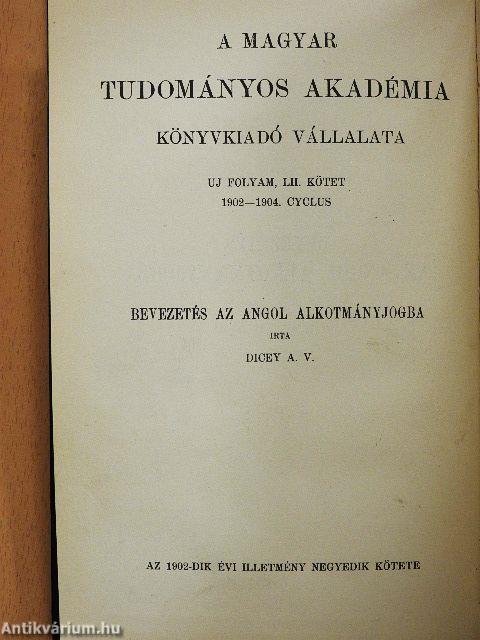 A MAGYAR
TUDOMÁNYOS AKADÉMIA
KÖNYVKIADÓ VÁLLALATA
UJ FOLYAM, LII. KÖTET
1902—1904. CYCLUS
BEVEZETÉS AZ ANGOL ALKOTMÁNYJOGBA
IRTA
DICEY A. V.
AZ 1902-DIK ÉVI ILLETMÉNY NEGYEDIK KÖTETE
Antikvárium.hu